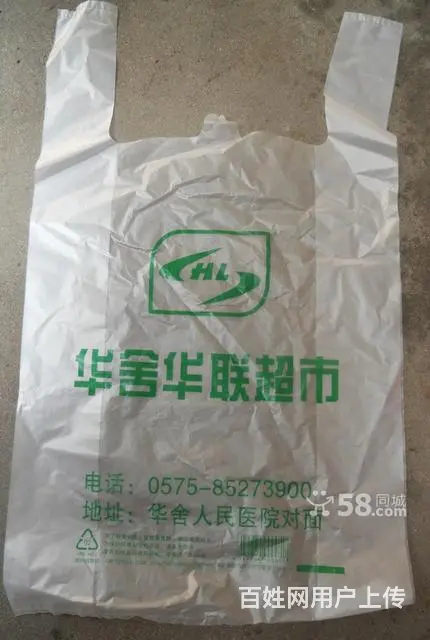 HL
华舍华联超市
电话：0575-85273900
地址：华舍人民医院对面
58同城
百姓网用户上传